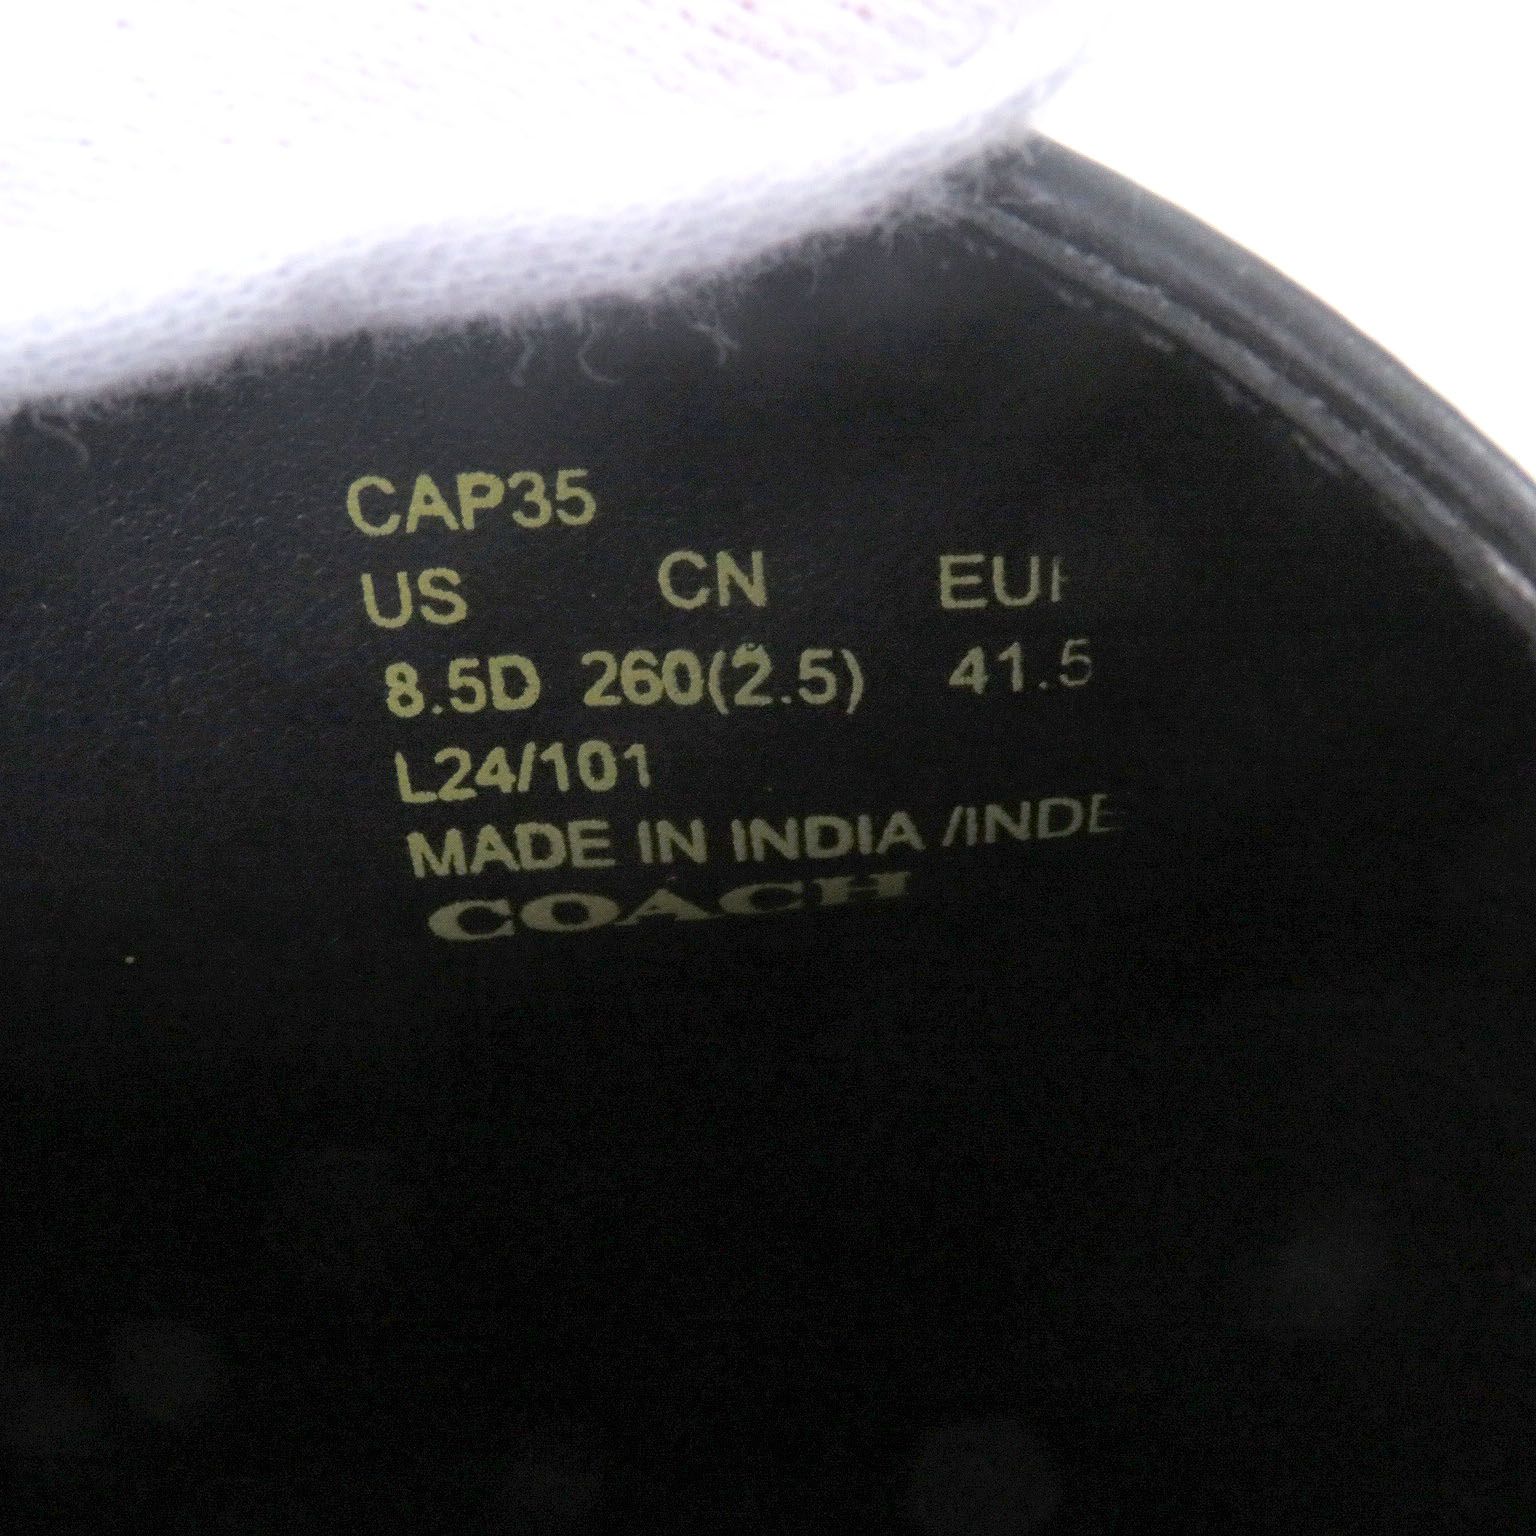 CAP35
US CN EUR
8.5D 260(2.5) 41.5
L24/101
MADE IN INDIA /INDE
COACH